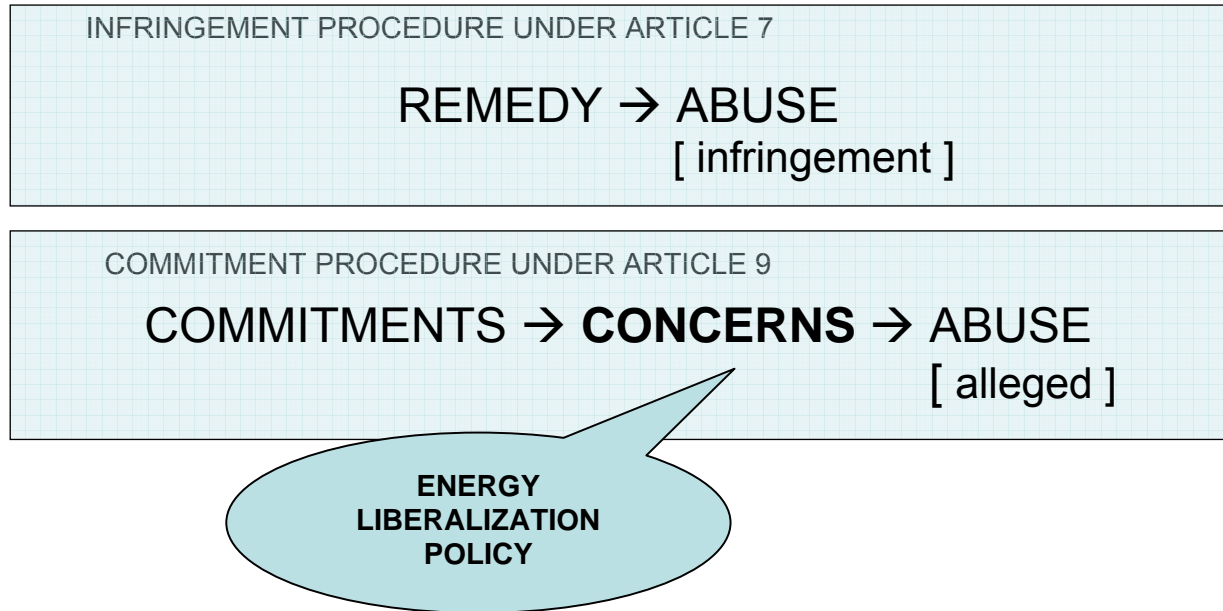 INFRINGEMENT PROCEDURE UNDER ARTICLE 7
REMEDY → ABUSE
[ infringement ]
COMMITMENT PROCEDURE UNDER ARTICLE 9
COMMITMENTS → CONCERNS → ABUSE
[ alleged ]
ENERGY
LIBERALIZATION
POLICY